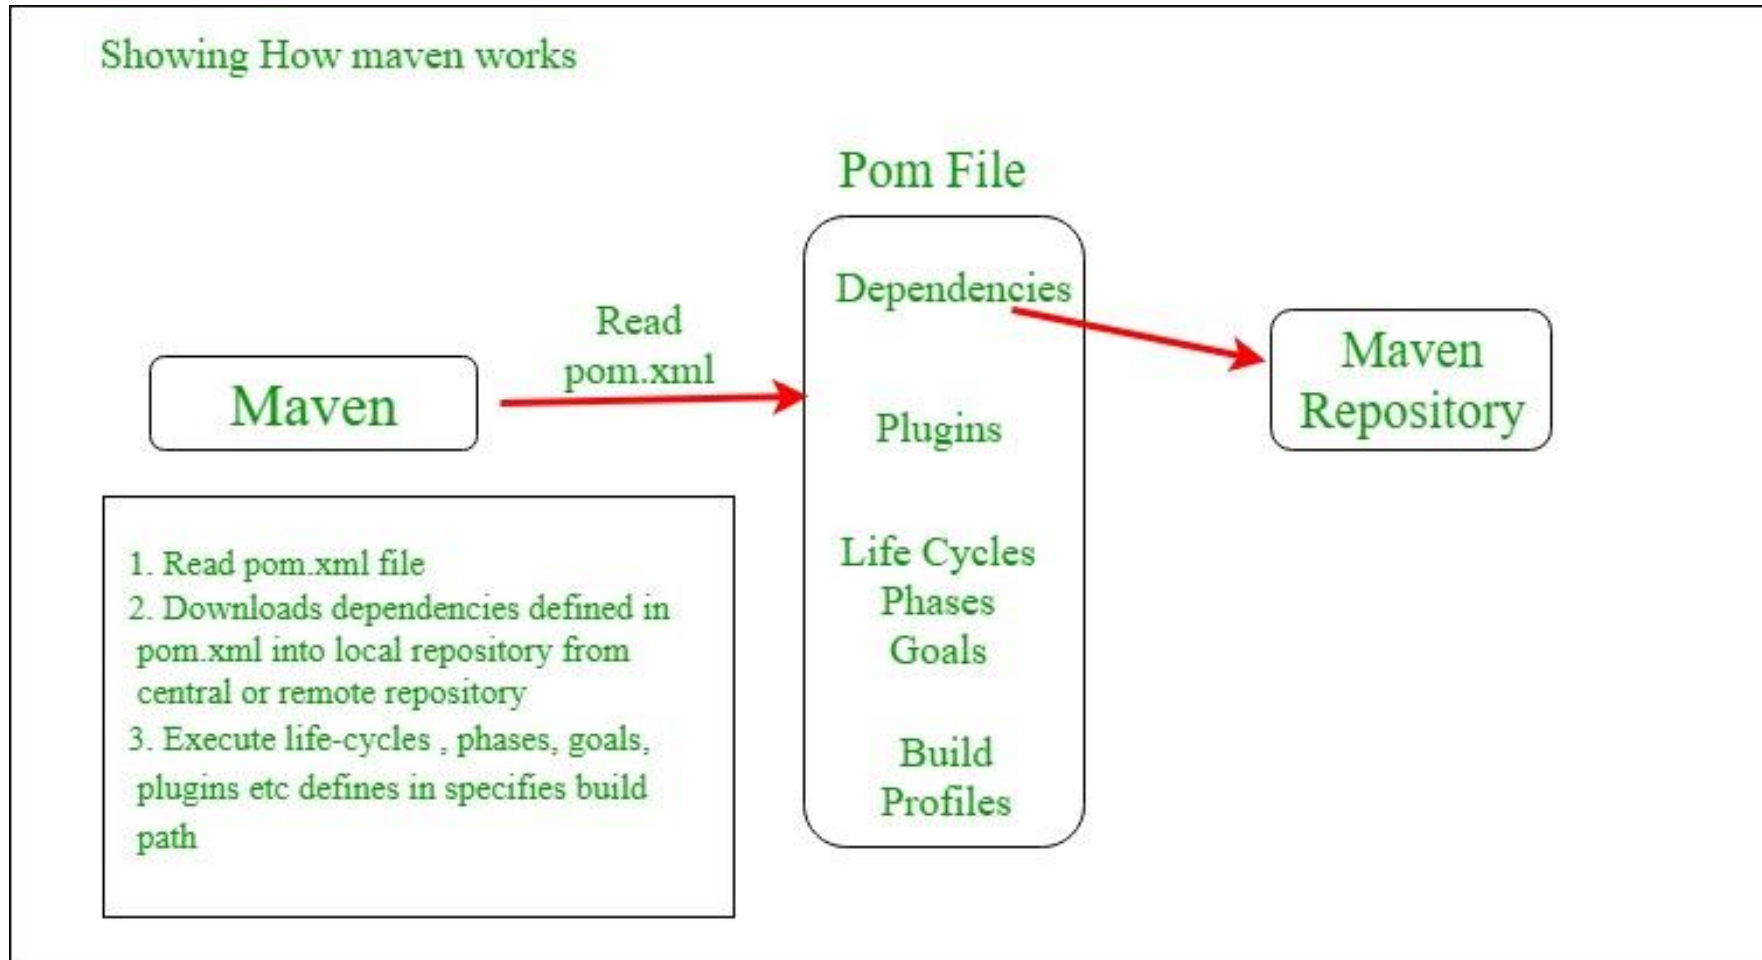 Showing How maven works
Pom File
Dependencies
Read
pom.xml
Maven
Maven
Repository
Plugins
Life Cycles
Phases
Goals
Build
Profiles
1. Read pom.xml file
2. Downloads dependencies defined in
pom.xml into local repository from
central or remote repository
3. Execute life-cycles , phases, goals,
plugins etc defines in specifies build
path